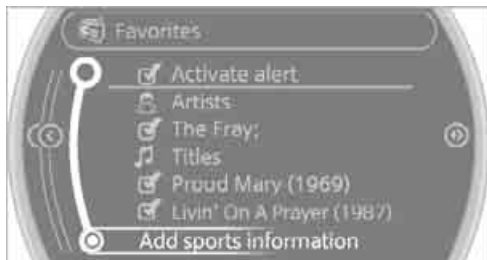 Favorites
Activate alert
Artists
The Fray;
Titles
Proud Mary (1969)
Livin' On A Prayer (1987)
Add sports information